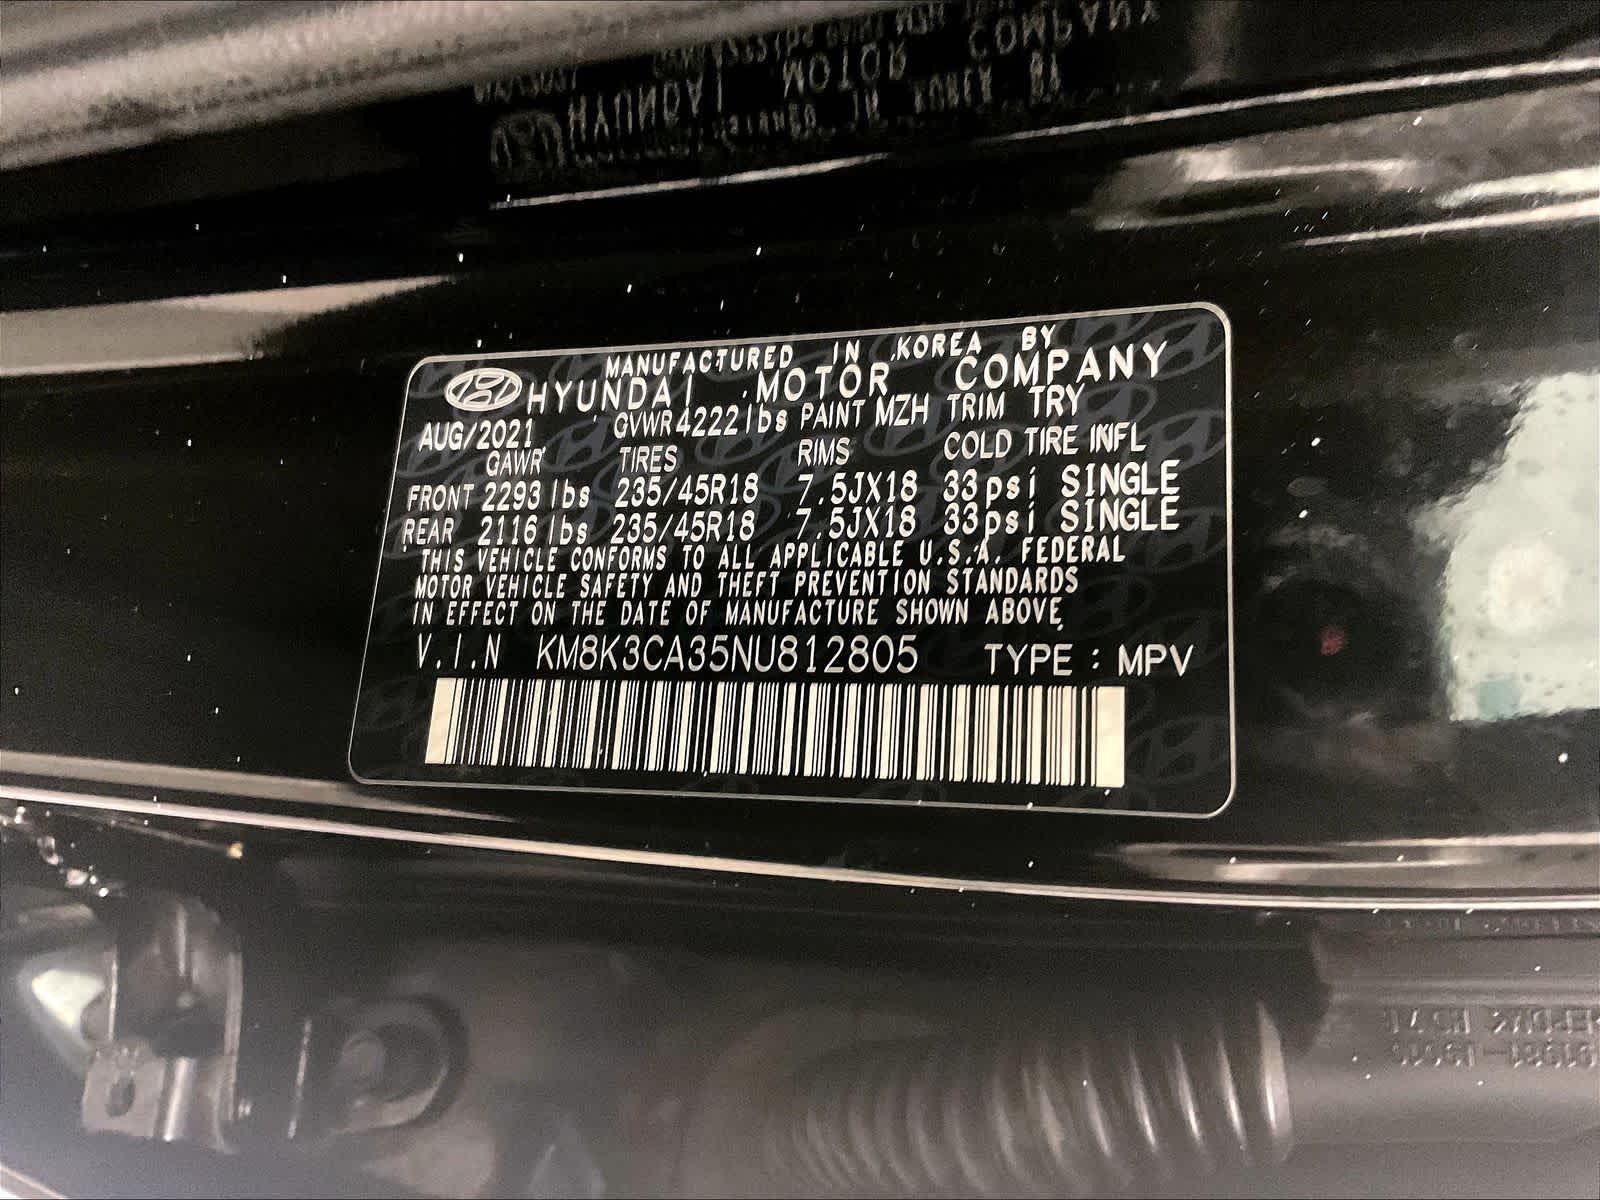 MANUFACTURED IN KOREA BY
HYUNDAI MOTOR COMPANY
AUG/2021 GVWR 4222 lbs PAINT MZH TRIM TRY
GAWR TIRES RIMS COLD TIRE INFL
FRONT 2293 lbs 235/45R18 7.5JX18 33psi SINGLE
REAR 2116 lbs 235/45R18 7.5JX18 33psi SINGLE
THIS VEHICLE CONFORMS TO ALL APPLICABLE U.S.A. FEDERAL
MOTOR VEHICLE SAFETY AND THEFT PREVENTION STANDARDS
IN EFFECT ON THE DATE OF MANUFACTURE SHOWN ABOVE.
V.I.N KM8K3CA35NU812805 TYPE : MPV